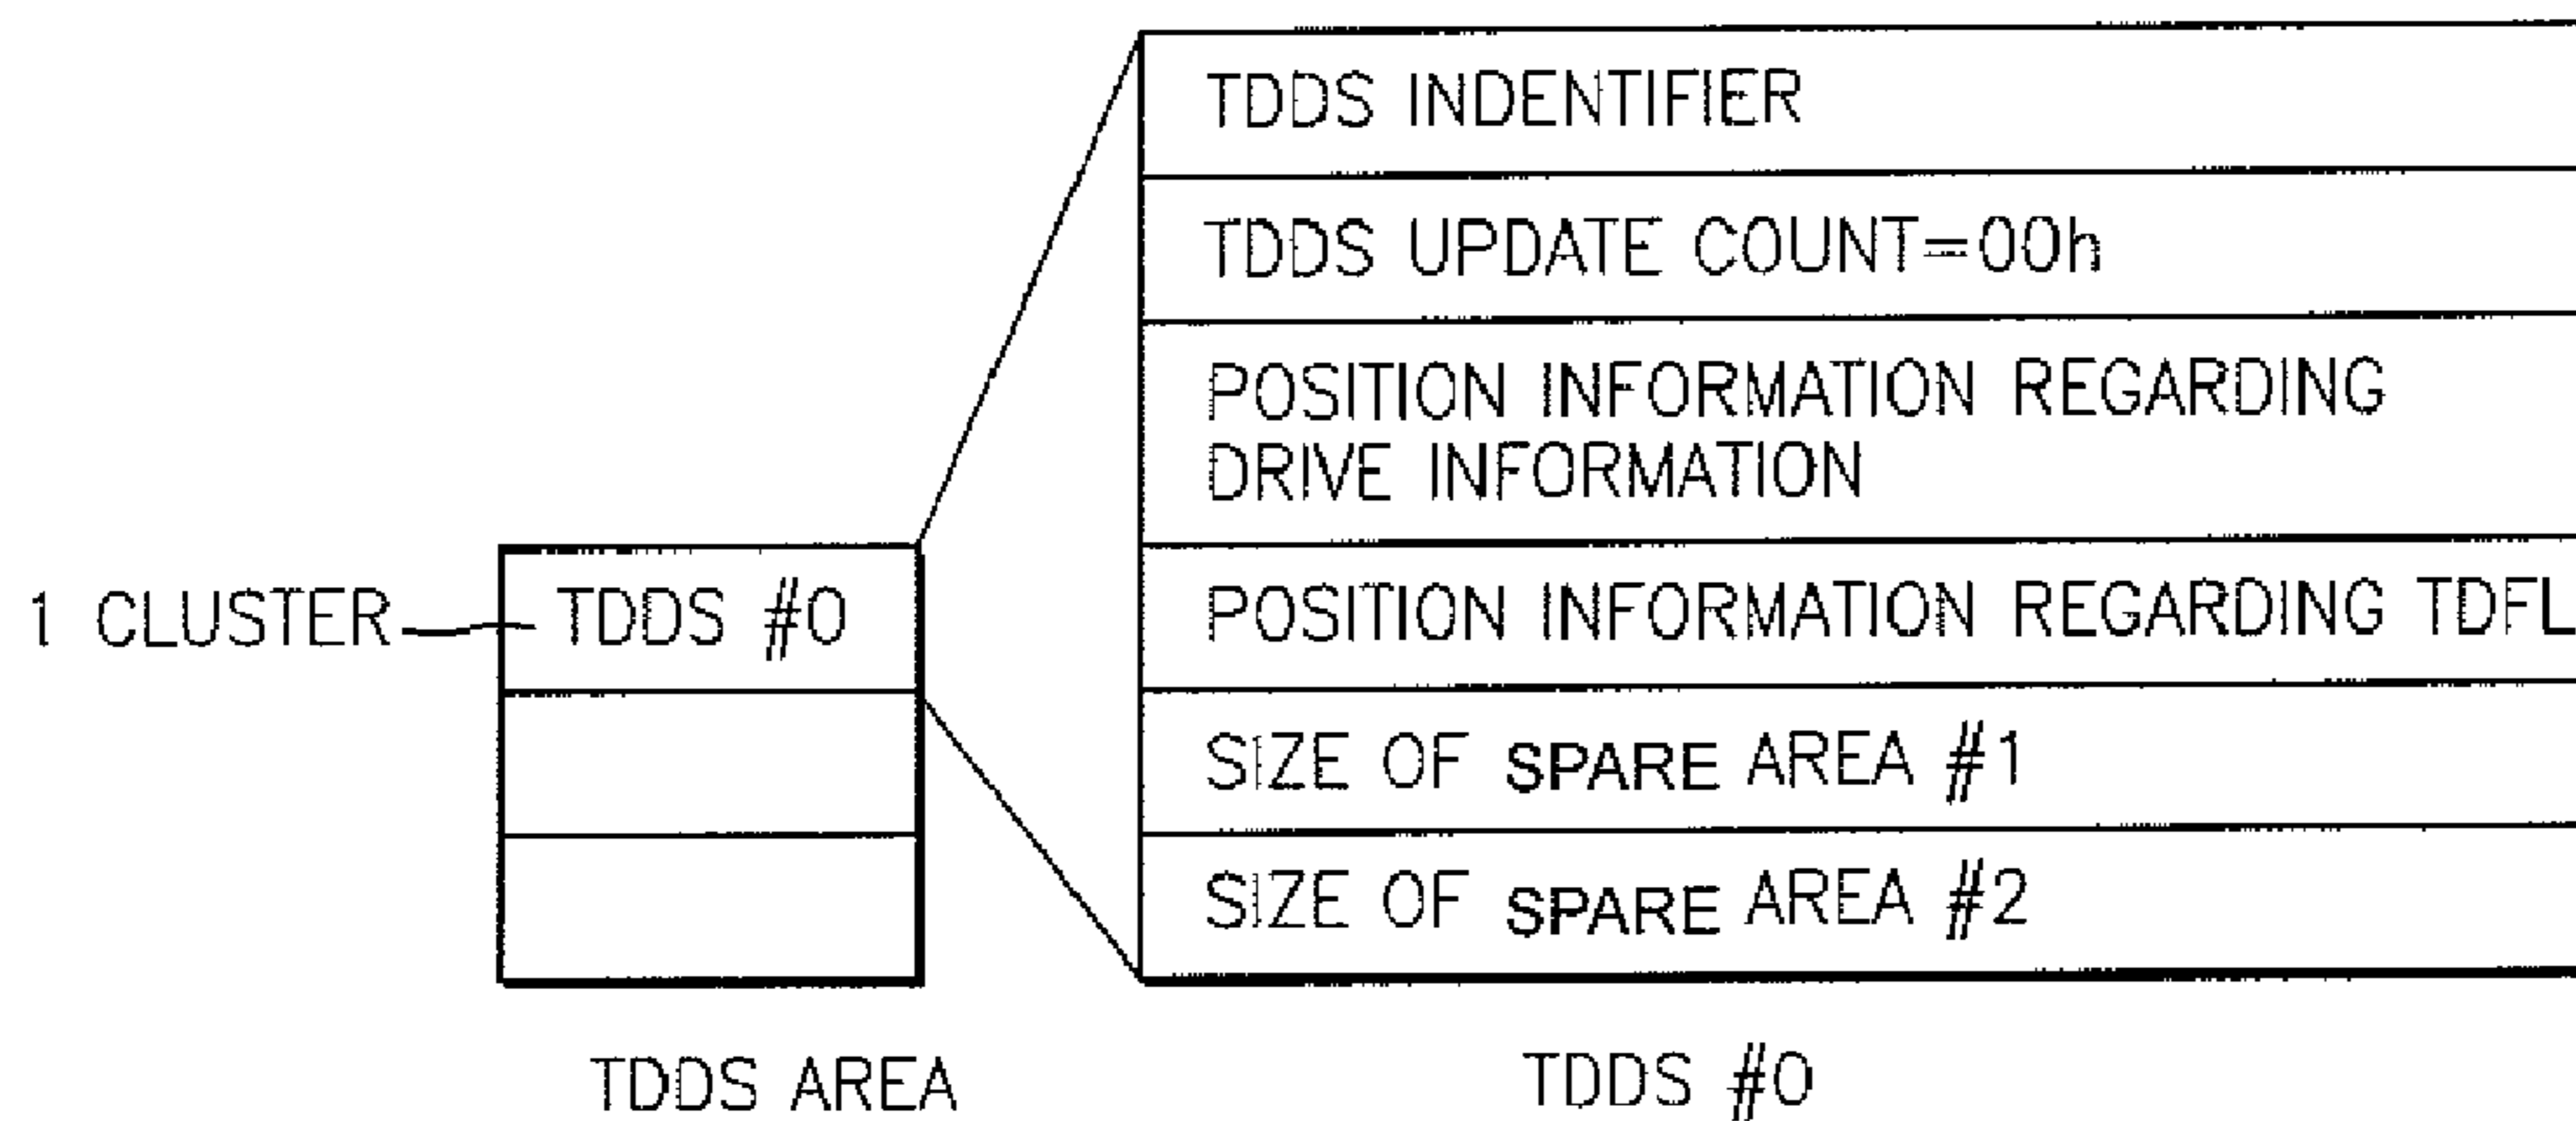 TDDS INDENTIFIER
TDDS UPDATE COUNT=00h
POSITION INFORMATION REGARDING
DRIVE INFORMATION
1 CLUSTER
TDDS #0
POSITION INFORMATION REGARDING TDFL
SIZE OF SPARE AREA #1
SIZE OF SPARE AREA #2
TDDS AREA
TDDS #0